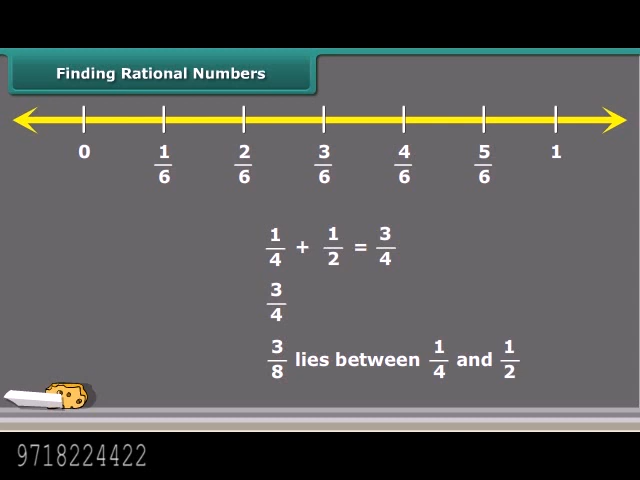 Finding Rational Numbers
0 1/6 2/6 3/6 4/6 5/6 1
1/4 + 1/2 = 3/4
3/4
3/8 lies between 1/4 and 1/2
9718224422